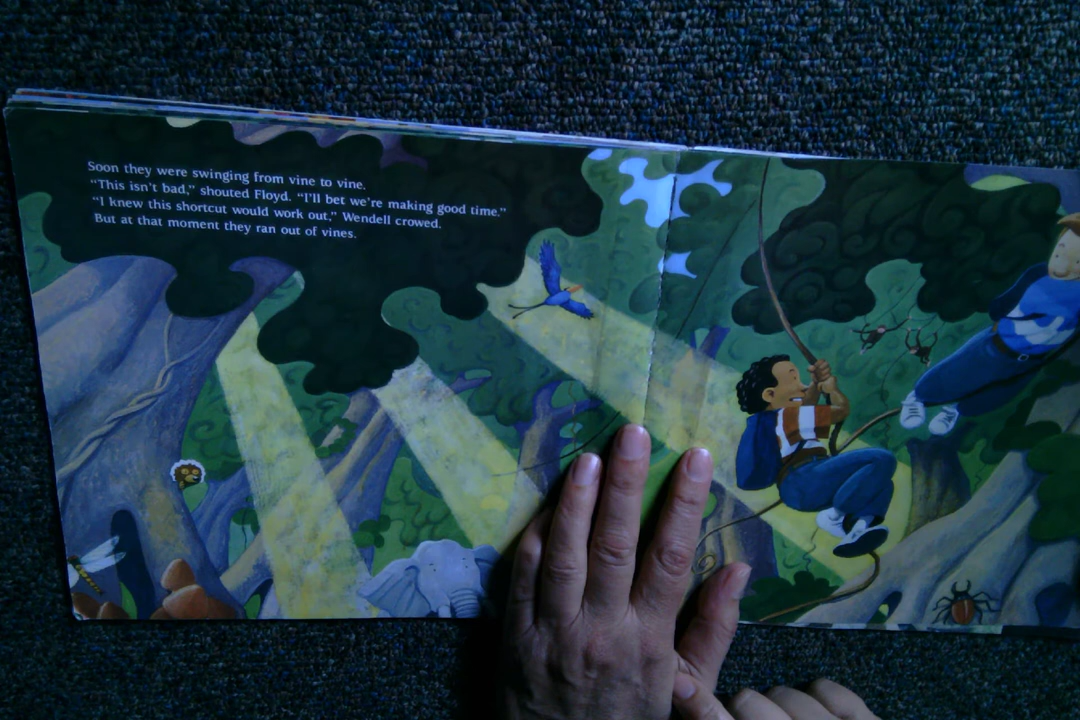 Soon they were swinging from vine to vine.
“This isn't bad,” shouted Floyd. “I'll bet we're making good time.”
“I knew this shortcut would work out,” Wendell crowed.
But at that moment they ran out of vines.